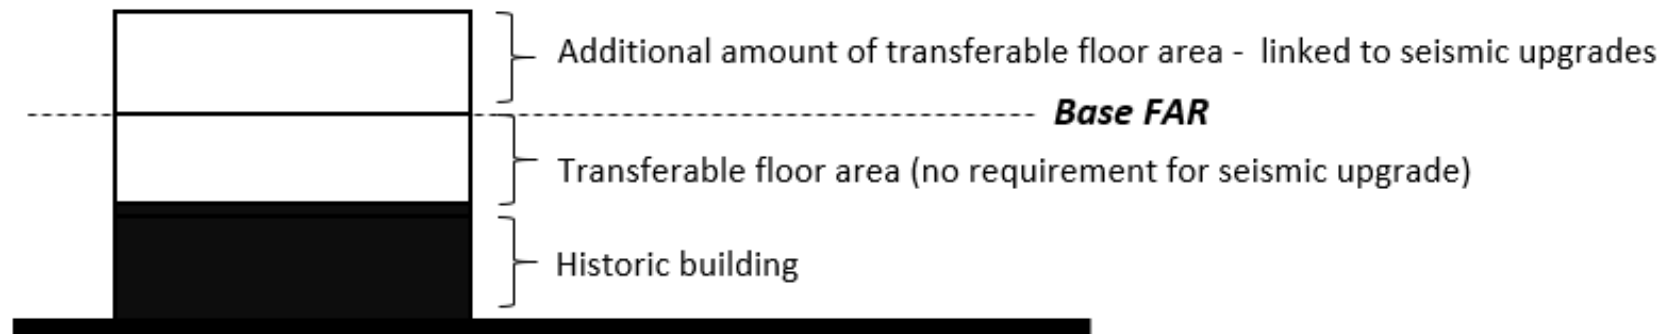 Additional amount of transferable floor area -  linked to seismic upgrades
Base FAR
Transferable floor area (no requirement for seismic upgrade)
Historic building